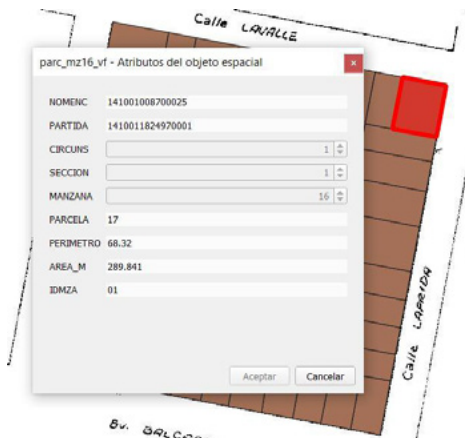 Calle LAVALLE
parc_mz16_vf - Atributos del objeto espacial
NOMENC 141001008700025
PARTIDA 1410011824970001
CIRCUNS 1
SECCION 1
MANZANA 16
PARCELA 17
PERIMETRO 68.32
AREA_M 289.841
IDMZA 01
Aceptar Cancelar
Calle LAPRIDA
Bv.